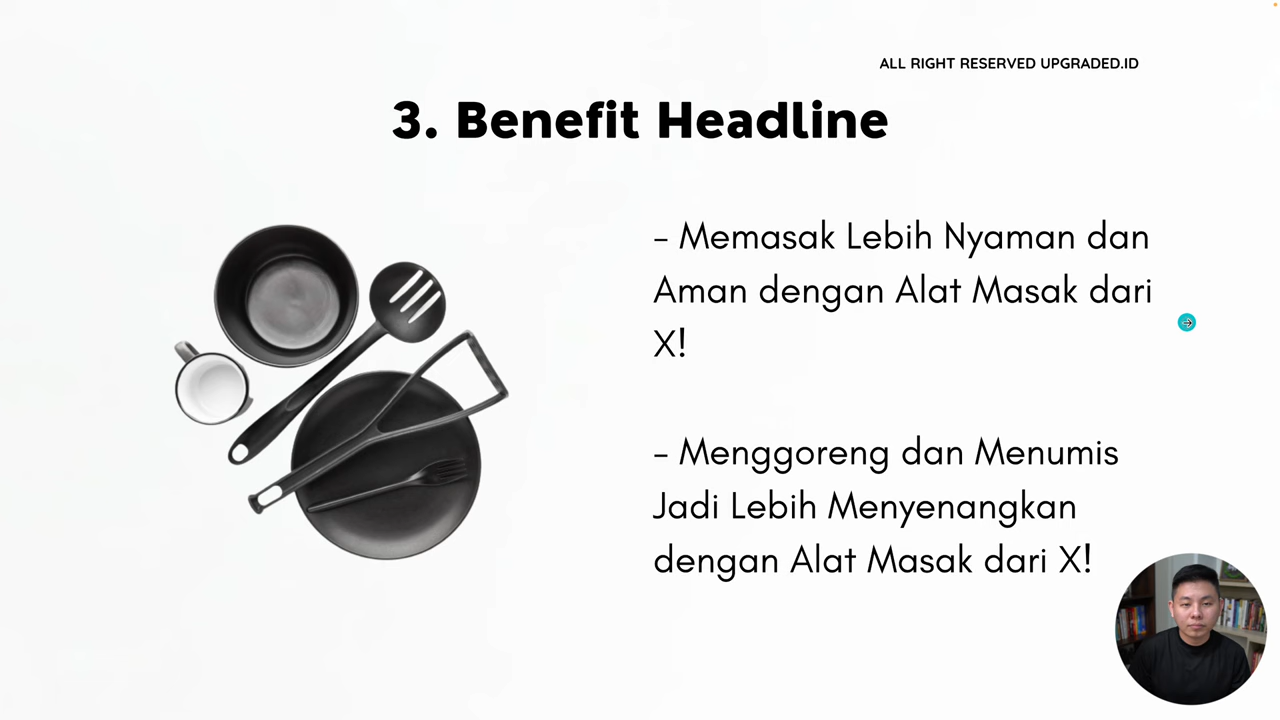 ALL RIGHT RESERVED UPGRADED.ID
3. Benefit Headline
- Memasak Lebih Nyaman dan
Aman dengan Alat Masak dari
X!
- Menggoreng dan Menumis
Jadi Lebih Menyenangkan
dengan Alat Masak dari X!